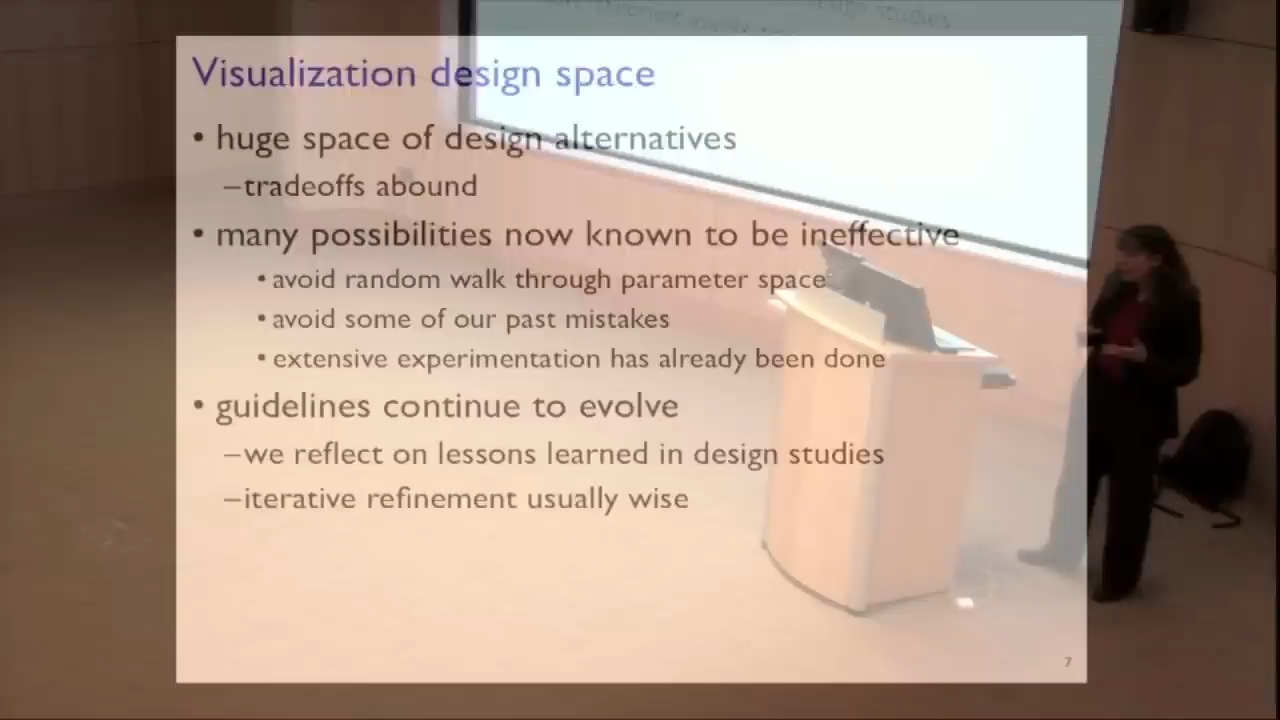 Visualization design space
• huge space of design alternatives
–tradeoffs abound
• many possibilities now known to be ineffective
• avoid random walk through parameter space
• avoid some of our past mistakes
• extensive experimentation has already been done
• guidelines continue to evolve
–we reflect on lessons learned in design studies
–iterative refinement usually wise
7